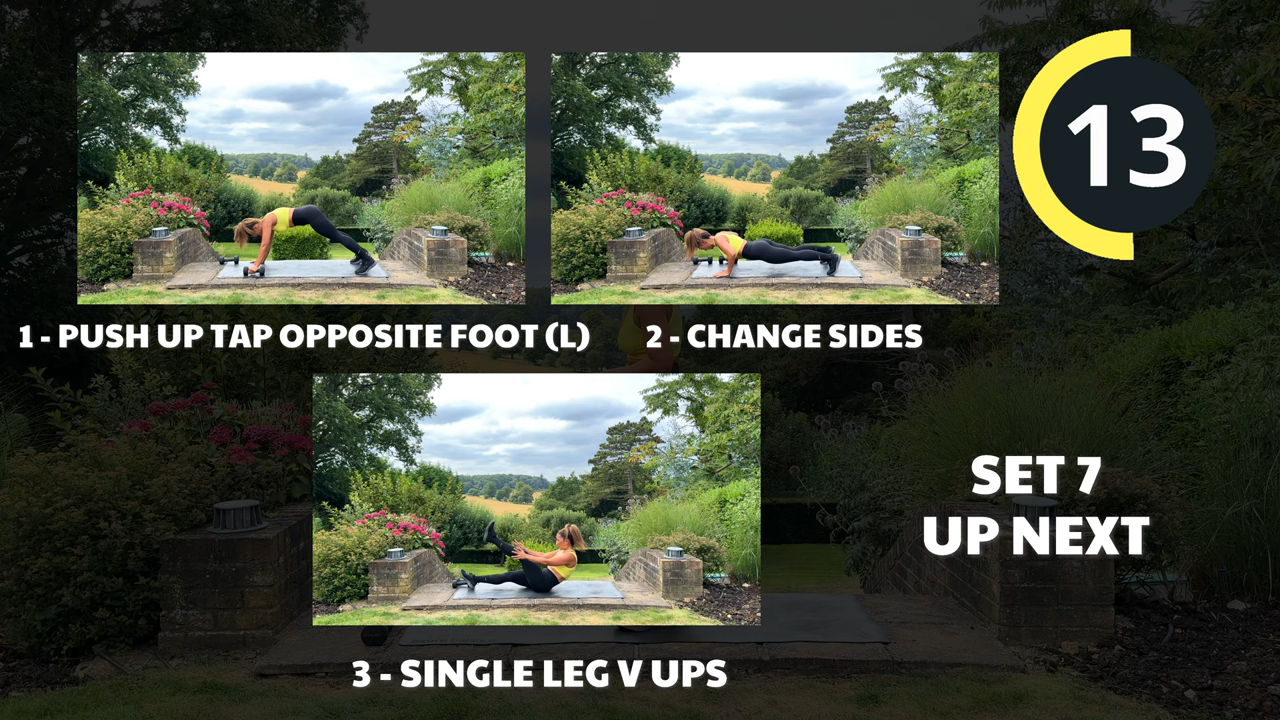 13
1 - PUSH UP TAP OPPOSITE FOOT (L)
2 - CHANGE SIDES
SET 7
UP NEXT
3 - SINGLE LEG V UPS